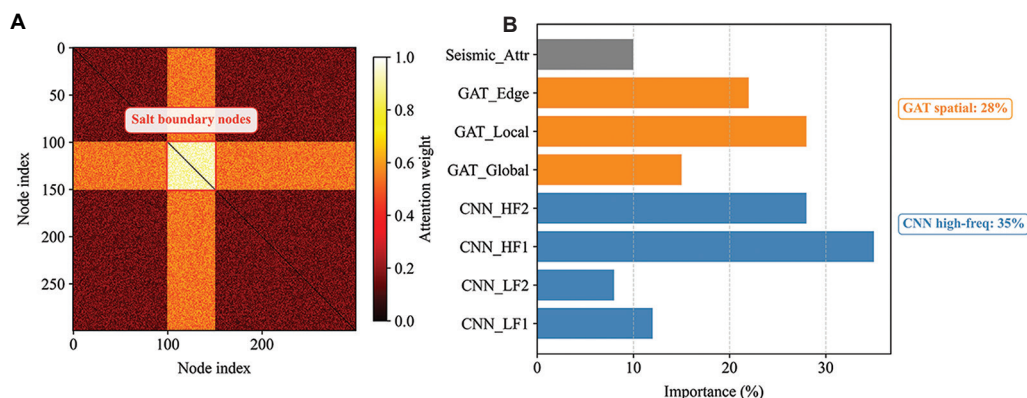 A
0
50
100
150
200
250
Node index
0
100
200
Node index
Salt boundary nodes
1.0
0.8
0.6
0.4
0.2
0.0
Attention weight
B
Seismic_Attr
GAT_Edge
GAT_Local
GAT_Global
CNN_HF2
CNN_HF1
CNN_LF2
CNN_LF1
0
10
20
30
Importance (%)
GAT spatial: 28%
CNN high-freq: 35%